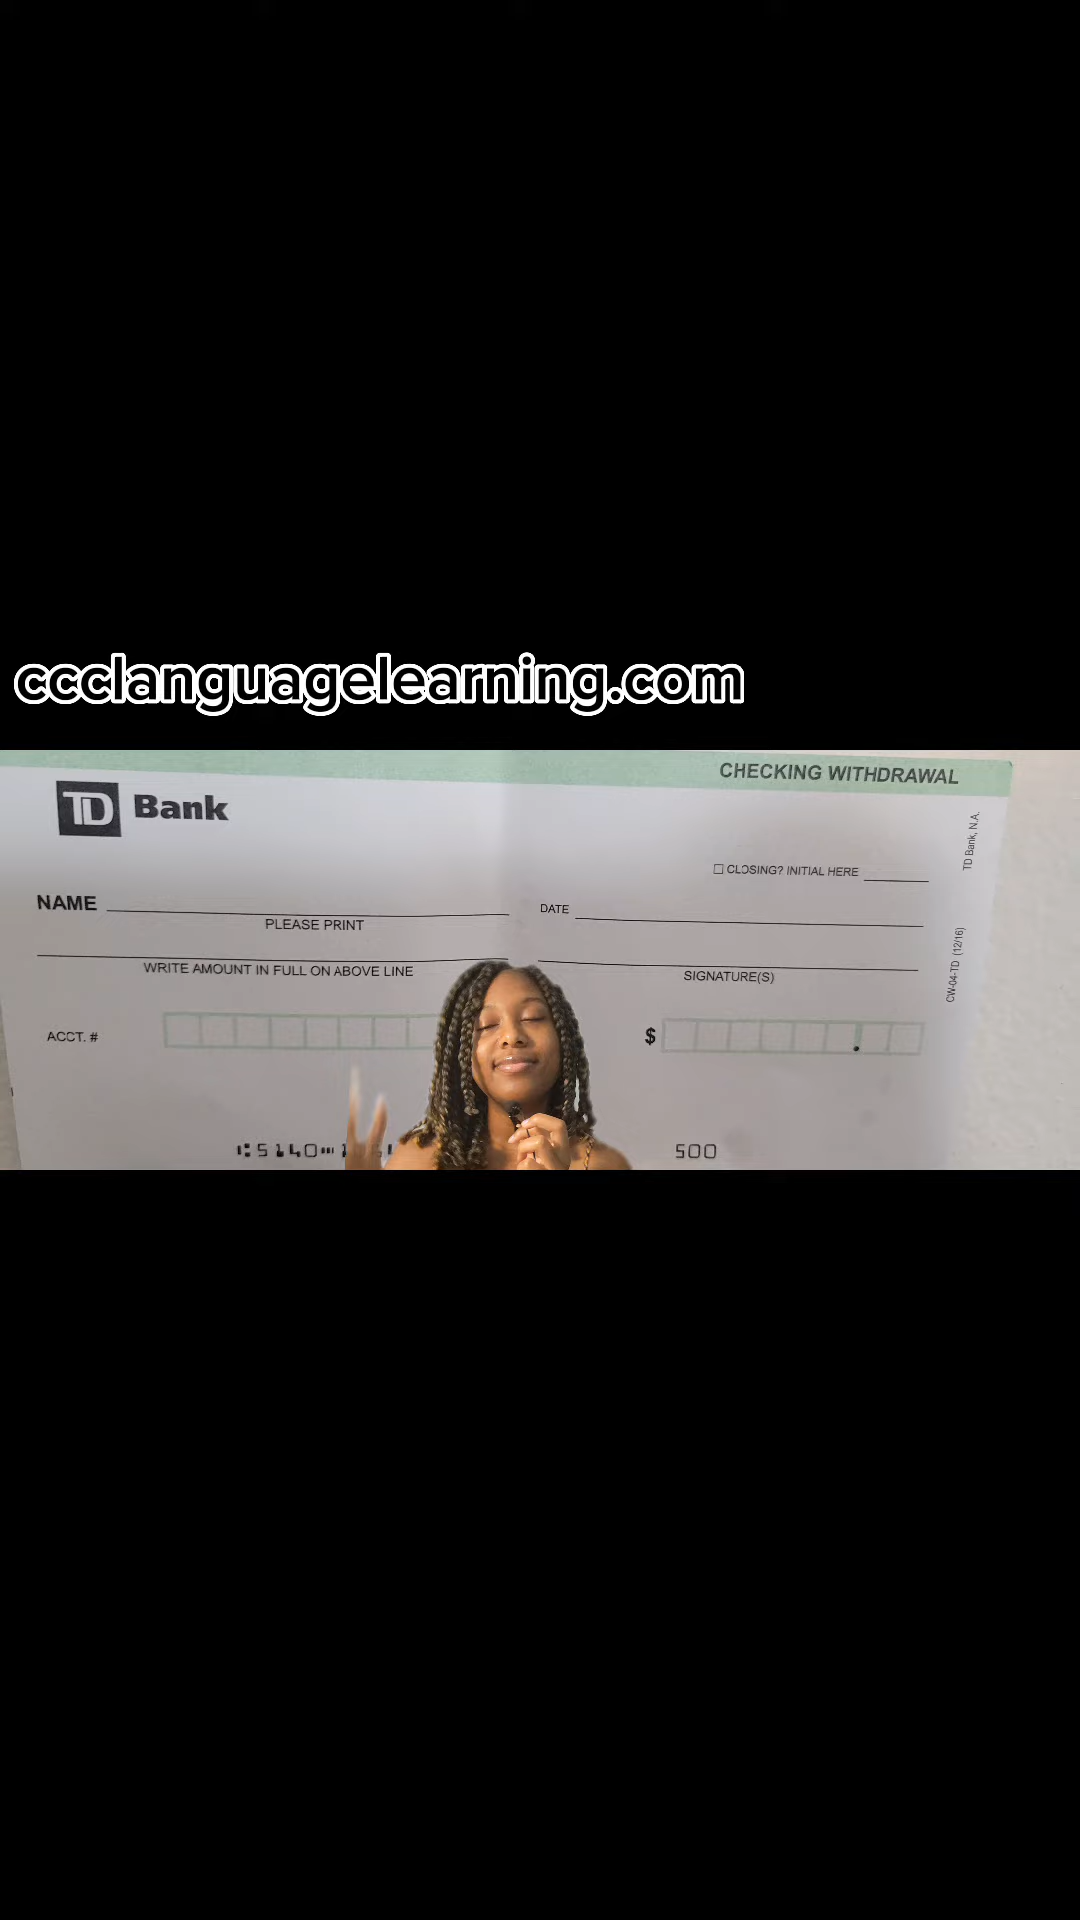 ccclanguagelearning.com
CHECKING WITHDRAWAL
TD Bank
TD Bank, N.A.
☐ CLOSING? INITIAL HERE
NAME
DATE
PLEASE PRINT
WRITE AMOUNT IN FULL ON ABOVE LINE
SIGNATURE(S)
CW-04-TD (12/16)
ACCT. #
$ .
5140
500